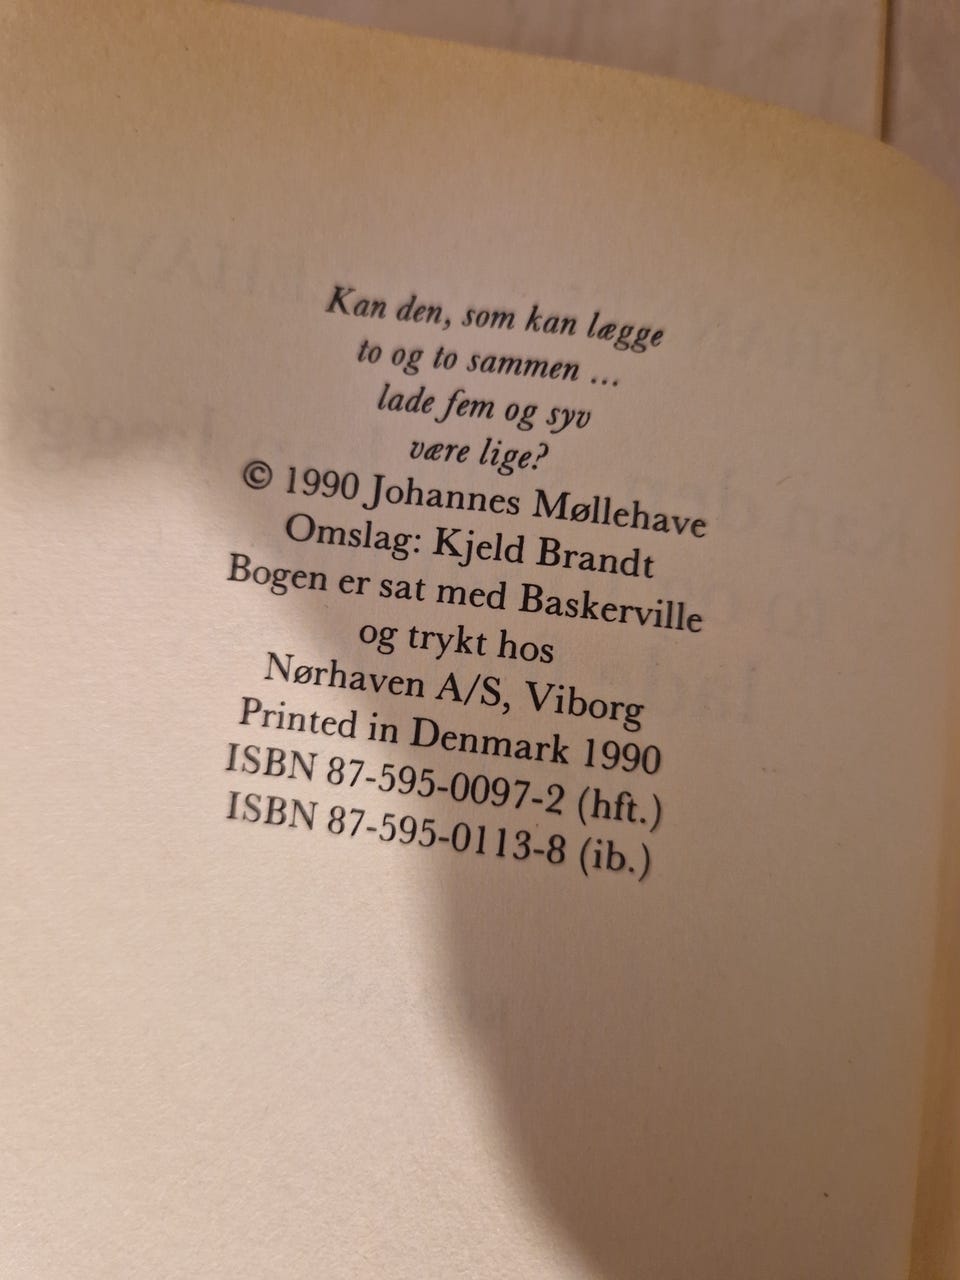 Kan den, som kan lægge
to og to sammen ...
lade fem og syv
være lige?
© 1990 Johannes Møllehave
Omslag: Kjeld Brandt
Bogen er sat med Baskerville
og trykt hos
Nørhaven A/S, Viborg
Printed in Denmark 1990
ISBN 87-595-0097-2 (hft.)
ISBN 87-595-0113-8 (ib.)